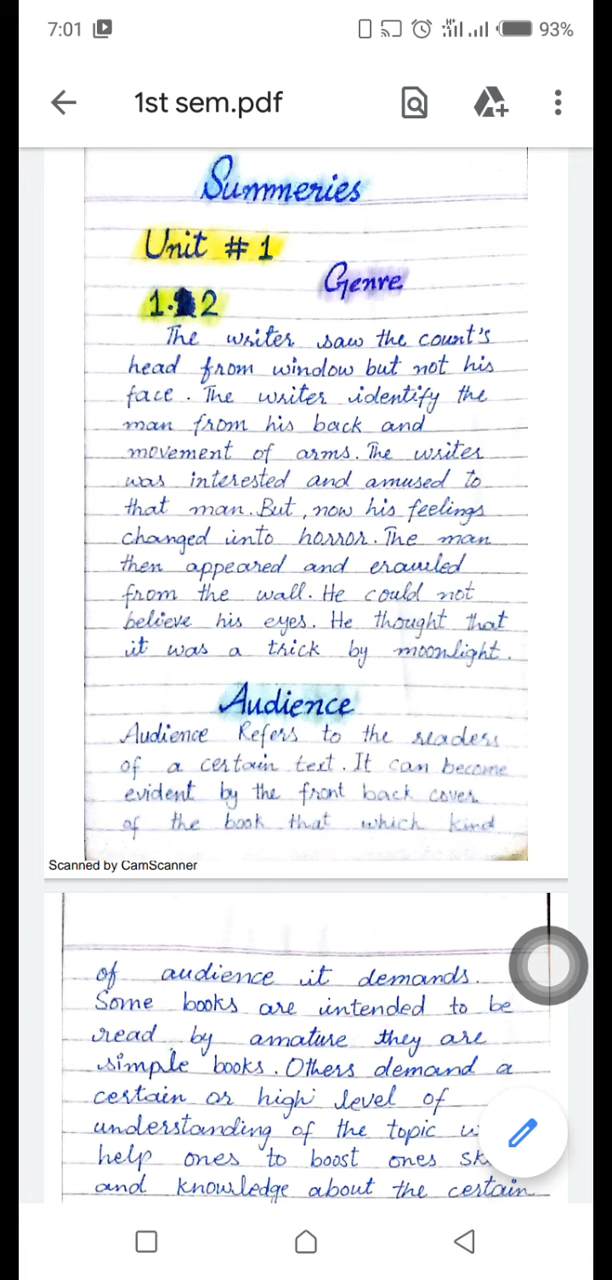 7:01 93%
1st sem.pdf
Summeries
Unit # 1
Genre
1.2
The writer saw the count's
head from window but not his
face. The writer identify the
man from his back and
movement of arms. The writer
was interested and amused to
that man. But, now his feelings
changed into horror. The man
then appeared and crawled
from the wall. He could not
believe his eyes. He thought that
it was a trick by moonlight.
Audience
Audience Refers to the readers
of a certain text. It can become
evident by the front back cover
of the book that which kind
Scanned by CamScanner
of audience it demands.
Some books are intended to be
read by amature they are
simple books. Others demand a
certain or high level of
understanding of the topic
help ones to boost ones
and knowledge about the certain